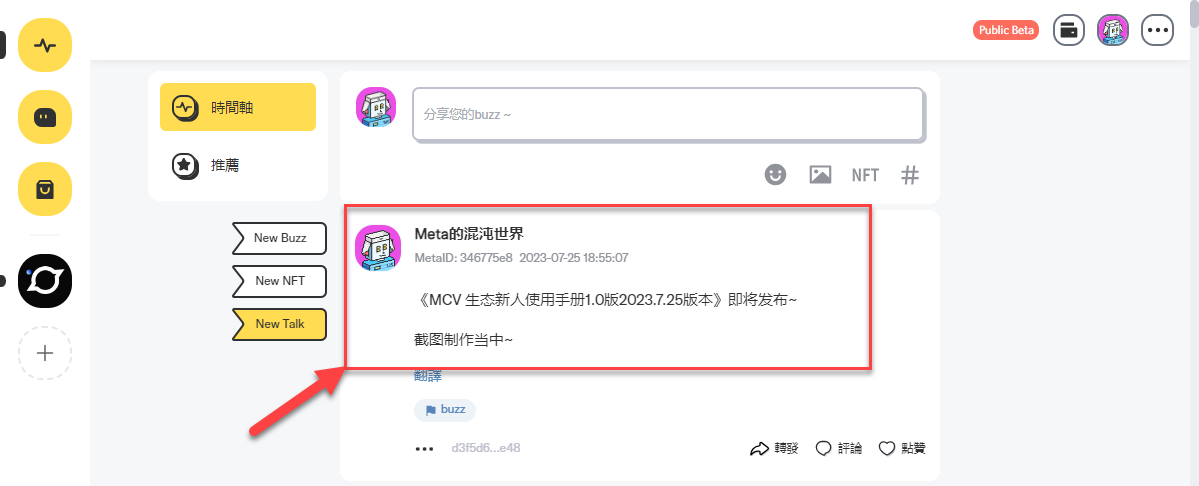 Public Beta
時間軸
推薦
分享您的buzz ~
NFT
New Buzz
New NFT
New Talk
Meta的混沌世界
MetaID: 346775e8 2023-07-25 18:55:07
《MCV 生态新人使用手册1.0版2023.7.25版本》即将发布~
截图制作当中~
翻譯
buzz
d3f5d6...e48
轉發 評論 點贊